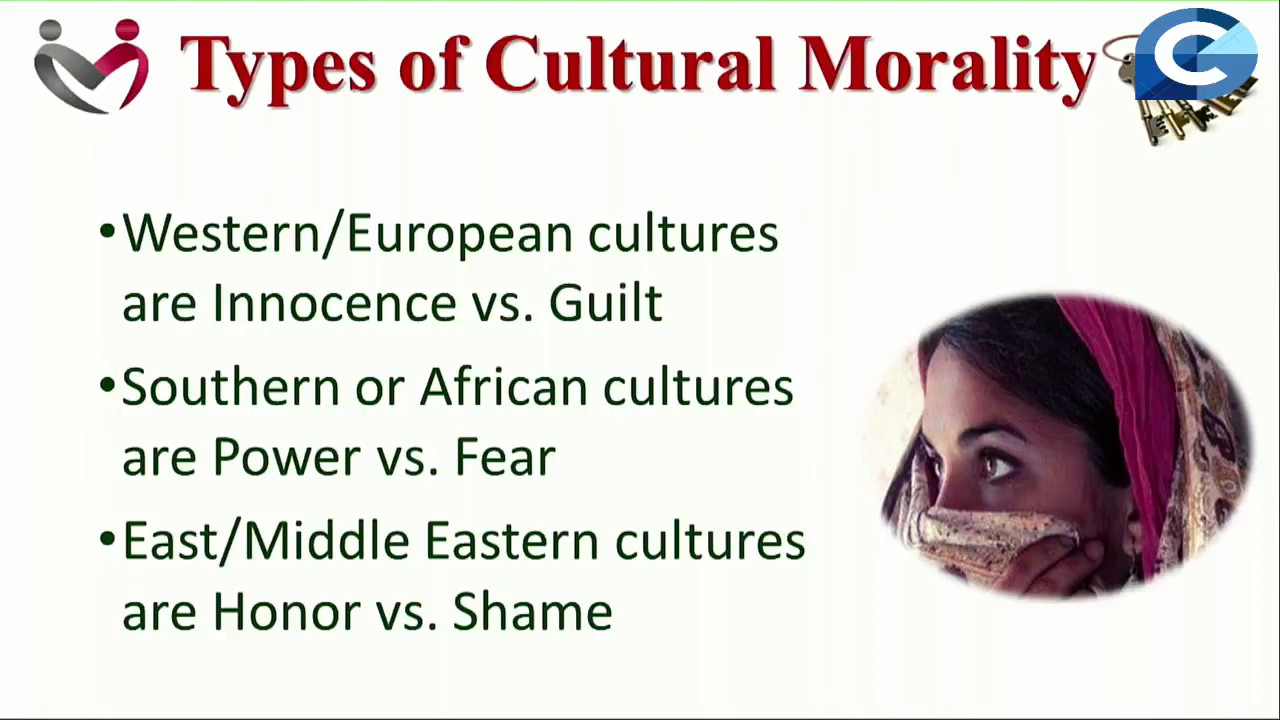 Types of Cultural Morality
•Western/European cultures
are Innocence vs. Guilt
•Southern or African cultures
are Power vs. Fear
•East/Middle Eastern cultures
are Honor vs. Shame